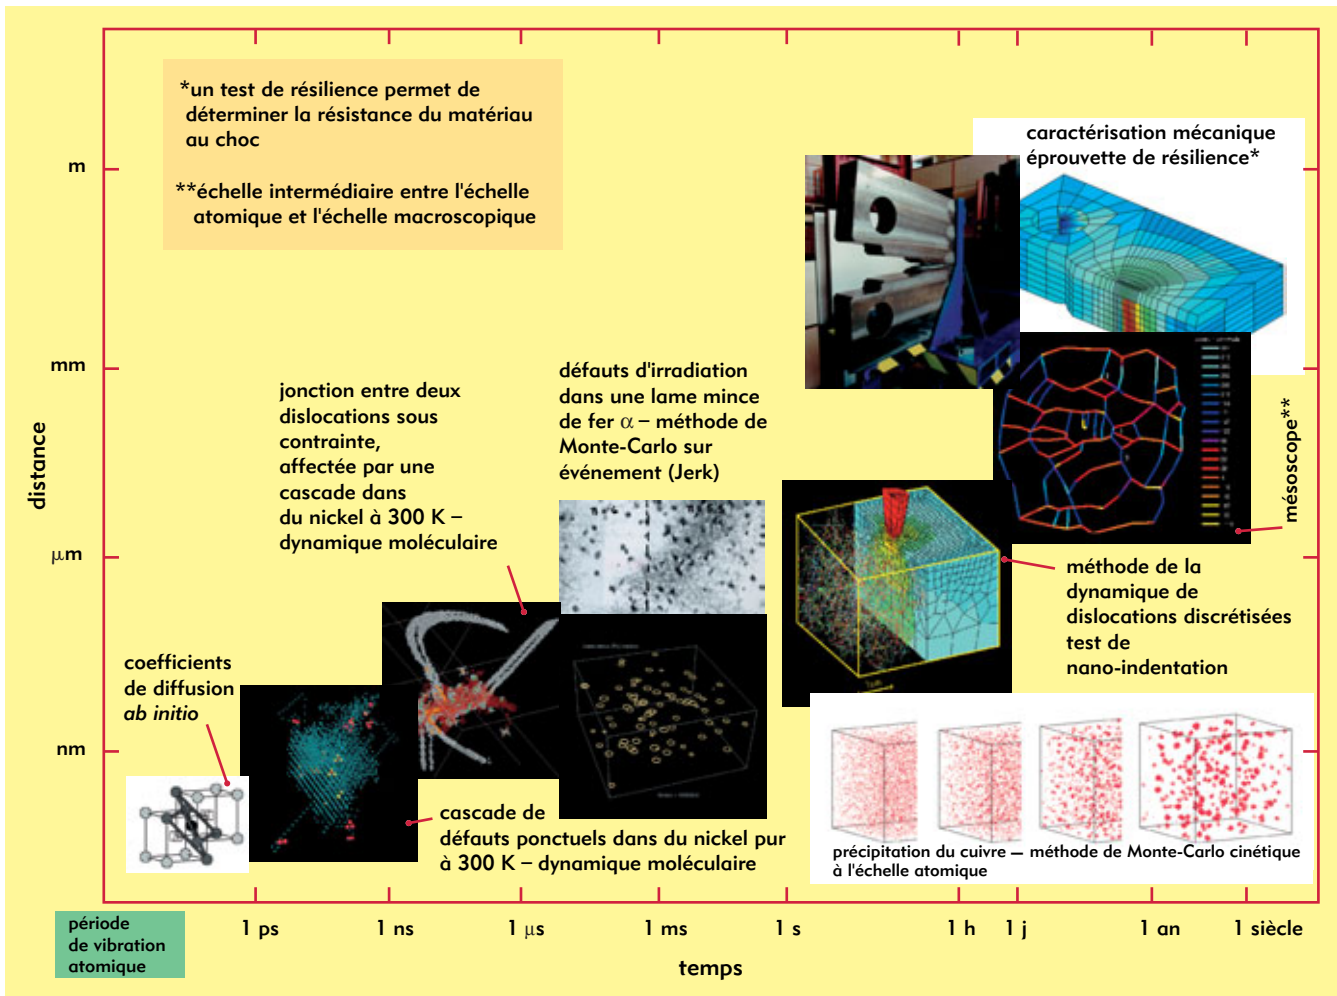 *un test de résilience permet de
déterminer la résistance du matériau
au choc
**échelle intermédiaire entre l'échelle
atomique et l'échelle macroscopique
caractérisation mécanique
éprouvette de résilience*
m
mm
μm
nm
distance
défauts d'irradiation
dans une lame mince
de fer α – méthode de
Monte-Carlo sur
événement (Jerk)
jonction entre deux
dislocations sous
contrainte,
affectée par une
cascade dans
du nickel à 300 K –
dynamique moléculaire
mésoscope**
méthode de la
dynamique de
dislocations discrétisées
test de
nano-indentation
coefficients
de diffusion
ab initio
cascade de
défauts ponctuels dans du nickel pur
à 300 K – dynamique moléculaire
précipitation du cuivre – méthode de Monte-Carlo cinétique
à l'échelle atomique
période
de vibration
atomique
1 ps
1 ns
1 μs
1 ms
1 s
1 h
1 j
1 an
1 siècle
temps